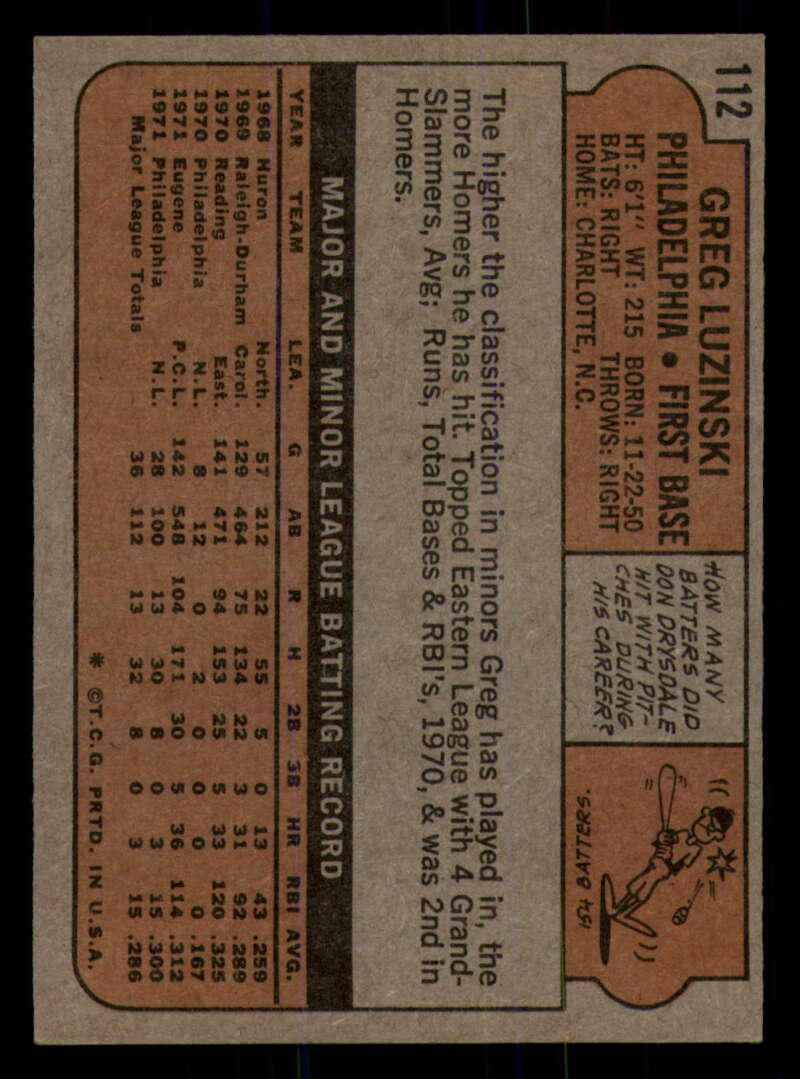 112
GREG LUZINSKI
PHILADELPHIA • FIRST BASE
HT: 6'1" WT: 215 BORN: 11-22-50
BATS: RIGHT THROWS: RIGHT
HOME: CHARLOTTE, N.C.
HOW MANY
BATTERS DID
DON DRYSDALE
HIT WITH PIT-
CHES DURING
HIS CAREER?
154 BATTERS.
The higher the classification in minors Greg has played in, the
more Homers he has hit. Topped Eastern League with 4 Grand-
Slammers, Avg; Runs, Total Bases & RBI's, 1970, & was 2nd in
Homers.
MAJOR AND MINOR LEAGUE BATTING RECORD
YEAR TEAM LEA. G AB R H 2B 3B HR RBI AVG.
1968 Huron North. 57 212 22 55 5 0 13 43 .259
1969 Raleigh-Durham Carol. 129 464 75 134 22 3 31 92 .289
1970 Reading East. 141 471 94 153 25 5 33 120 .325
1970 Philadelphia N.L. 8 12 0 2 0 0 0 0 .167
1971 Eugene P.C.L. 142 548 104 171 30 5 36 114 .312
1971 Philadelphia N.L. 28 100 13 30 8 0 3 15 .300
Major League Totals 36 112 13 32 8 0 3 15 .286
* ©T.C.G. PRTD. IN U.S.A.